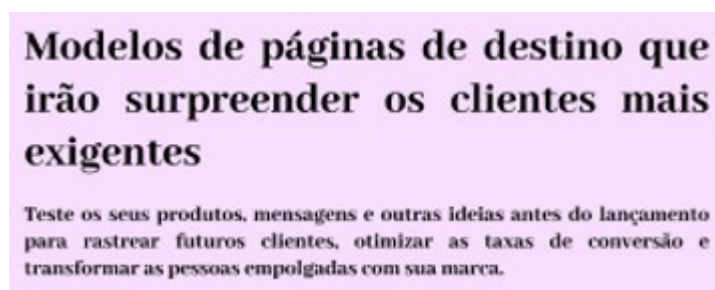 Modelos de páginas de destino que
irão surpreender os clientes mais
exigentes
Teste os seus produtos, mensagens e outras ideias antes do lançamento
para rastrear futuros clientes, otimizar as taxas de conversão e
transformar as pessoas empolgadas com sua marca.